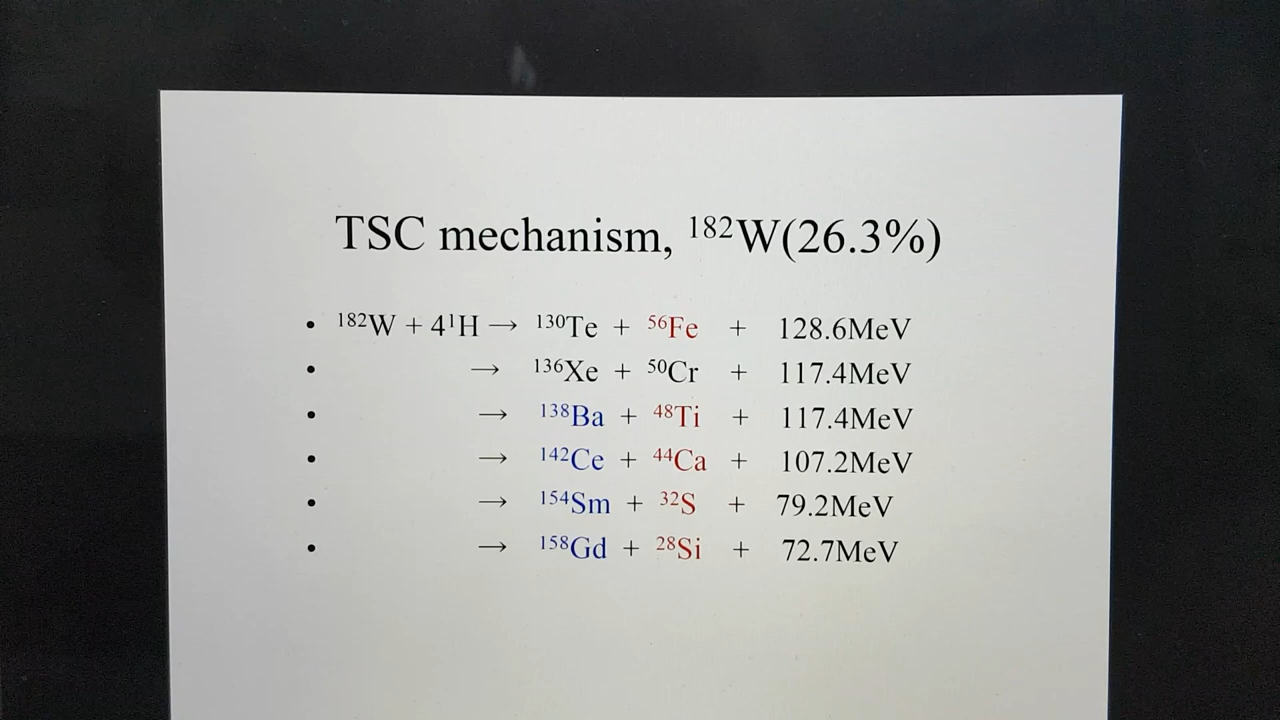 TSC mechanism, ¹⁸²W(26.3%)
• ¹⁸²W + 4¹H → ¹³⁰Te + ⁵⁶Fe + 128.6MeV
• → ¹³⁶Xe + ⁵⁰Cr + 117.4MeV
• → ¹³⁸Ba + ⁴⁸Ti + 117.4MeV
• → ¹⁴²Ce + ⁴⁴Ca + 107.2MeV
• → ¹⁵⁴Sm + ³²S + 79.2MeV
• → ¹⁵⁸Gd + ²⁸Si + 72.7MeV